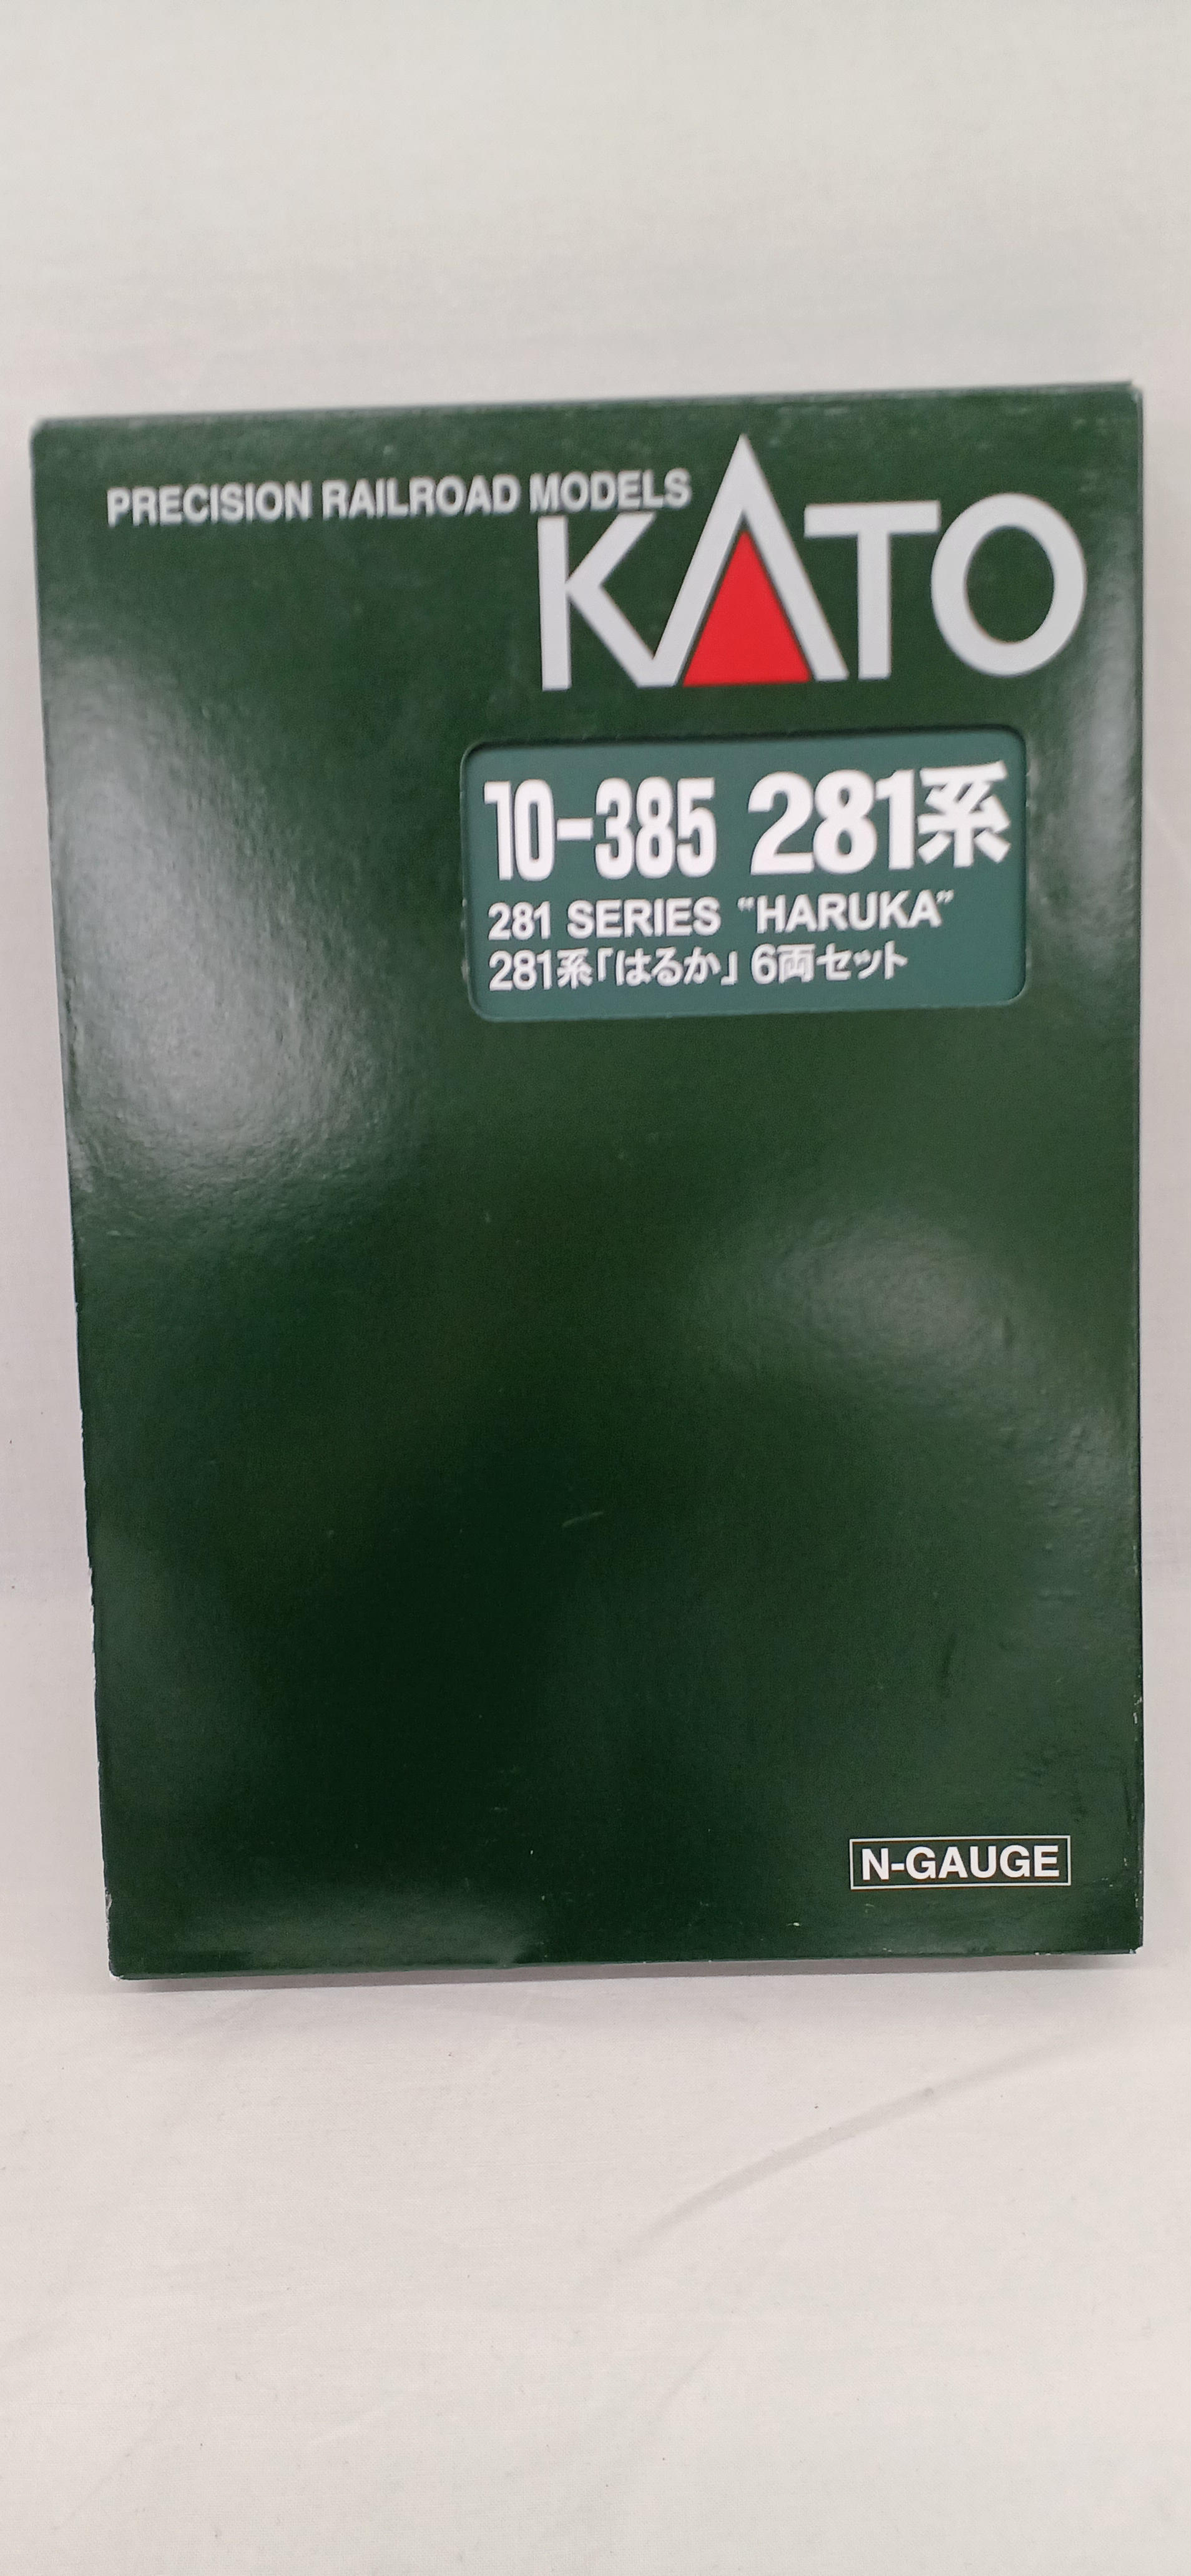 PRECISION RAILROAD MODELS
KATO
10-385 281系
281 SERIES “HARUKA”
281系「はるか」6両セット
N-GAUGE